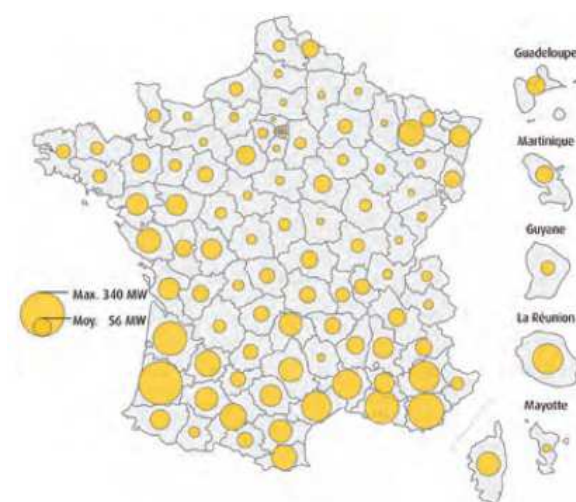 Guadeloupe
Martinique
Guyane
La Réunion
Mayotte
Max. 340 MW
Moy. 56 MW